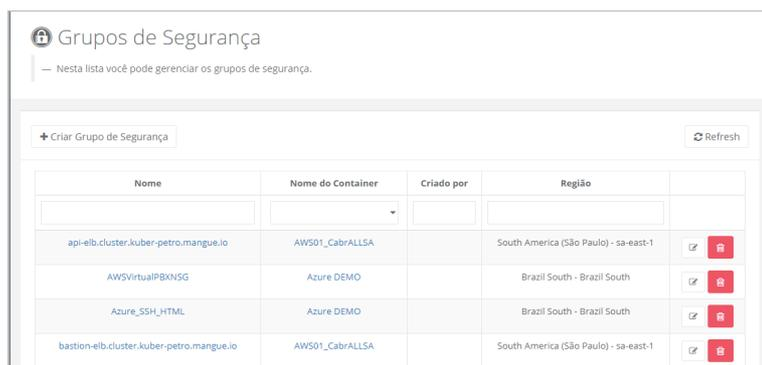 Grupos de Segurança
— Nesta lista você pode gerenciar os grupos de segurança.
Criar Grupo de Segurança
Refresh
Nome Nome do Container Criado por Região
api-elb.cluster.kuber-petro.mangue.io AWS01_CabrALLSA South America (São Paulo) - sa-east-1
AWSVirtualPBXNSG Azure DEMO Brazil South - Brazil South
Azure_SSH_HTML Azure DEMO Brazil South - Brazil South
bastion-elb.cluster.kuber-petro.mangue.io AWS01_CabrALLSA South America (São Paulo) - sa-east-1